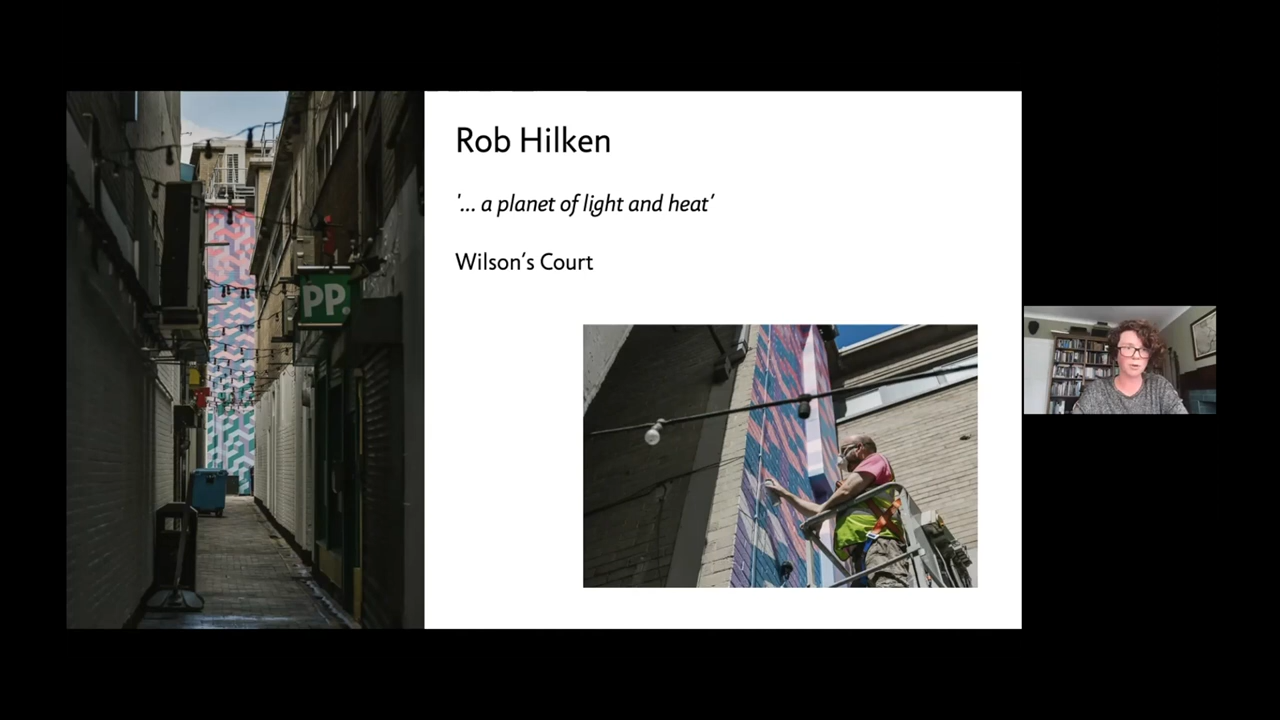 PP.
Rob Hilken
‘... a planet of light and heat’
Wilson’s Court